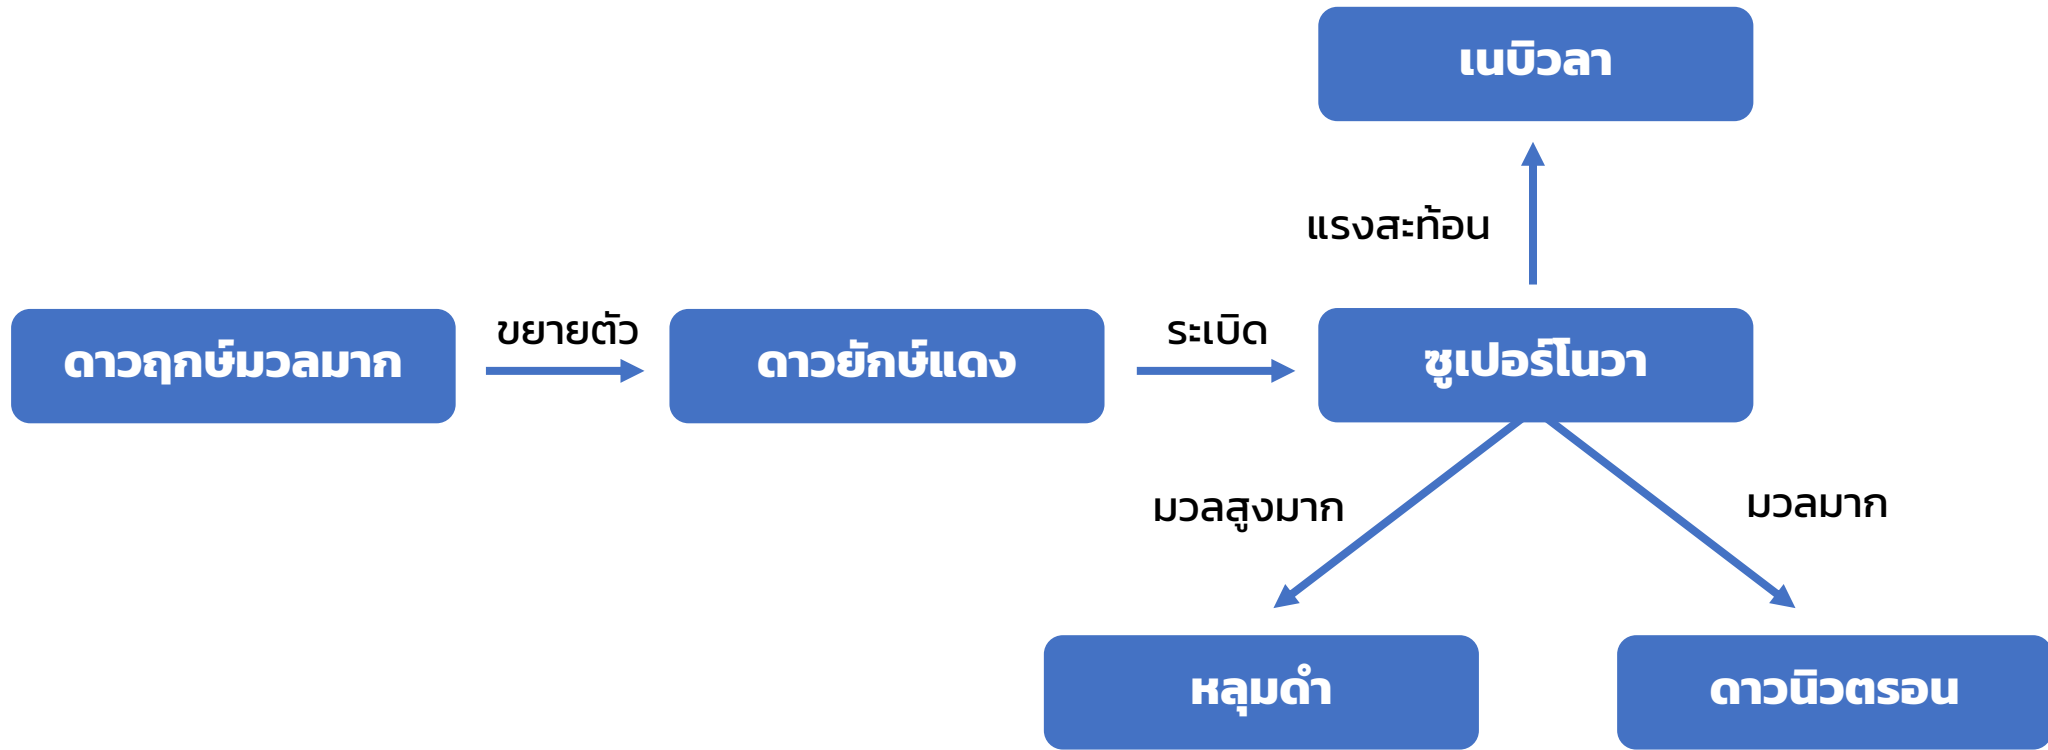 เนบิวลา
แรงสะท้อน
ดาวฤกษ์มวลมาก
ขยายตัว
ดาวยักษ์แดง
ระเบิด
ซูเปอร์โนวา
มวลสูงมาก
มวลมาก
หลุมดำ
ดาวนิวตรอน